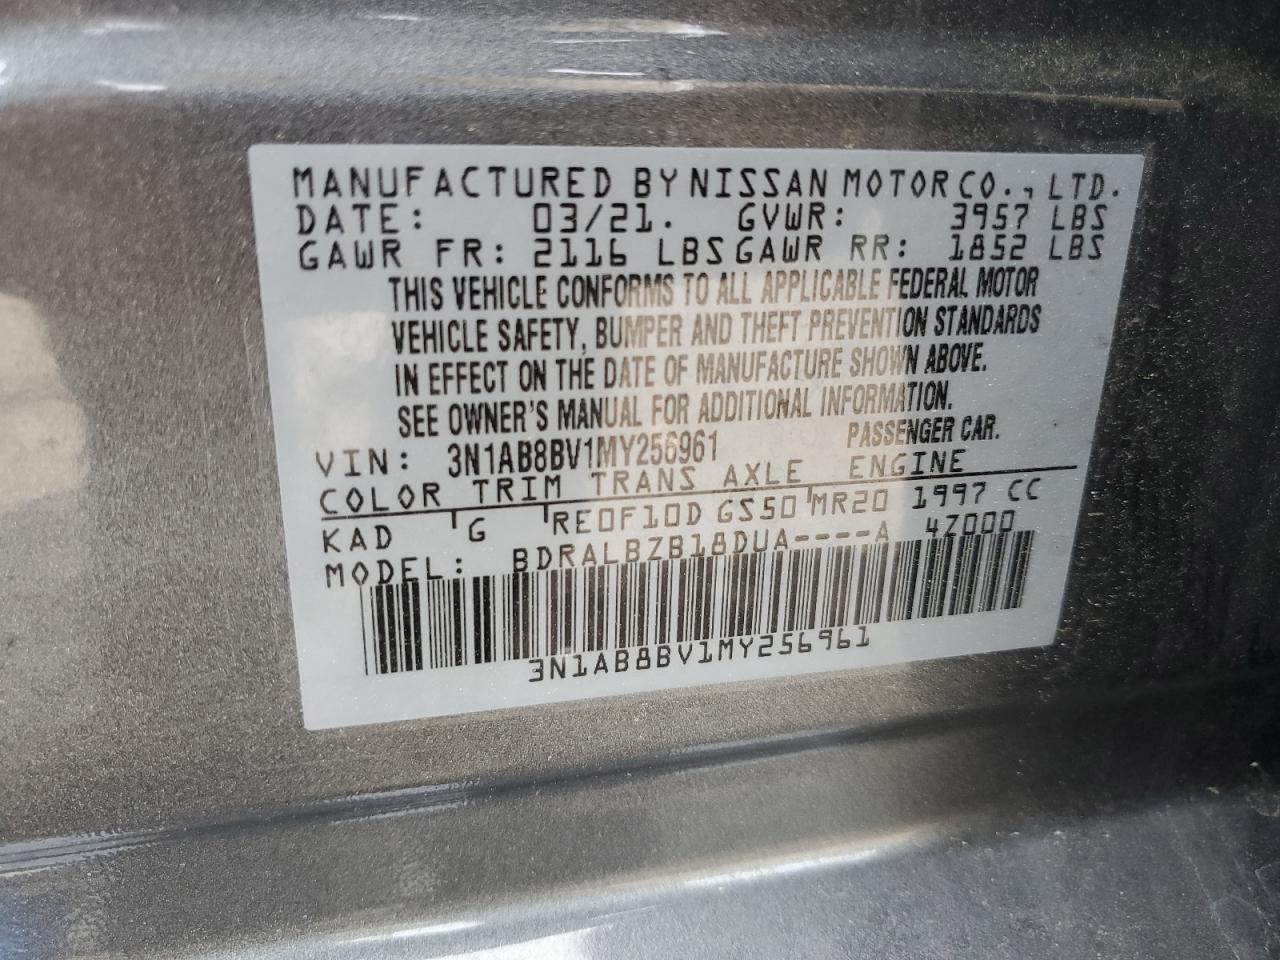 MANUFACTURED BY NISSAN MOTOR CO., LTD.
DATE: 03/21. GVWR: 3957 LBS
GAWR FR: 2116 LBS GAWR RR: 1852 LBS
THIS VEHICLE CONFORMS TO ALL APPLICABLE FEDERAL MOTOR
VEHICLE SAFETY, BUMPER AND THEFT PREVENTION STANDARDS
IN EFFECT ON THE DATE OF MANUFACTURE SHOWN ABOVE.
SEE OWNER'S MANUAL FOR ADDITIONAL INFORMATION.
VIN: 3N1AB8BV1MY256961 PASSENGER CAR.
COLOR TRIM TRANS AXLE ENGINE
KAD G RE0F10D GS50 MR20 1997 CC
MODEL: BDRALBZB18DUA----A 4Z000
3N1AB8BV1MY256961